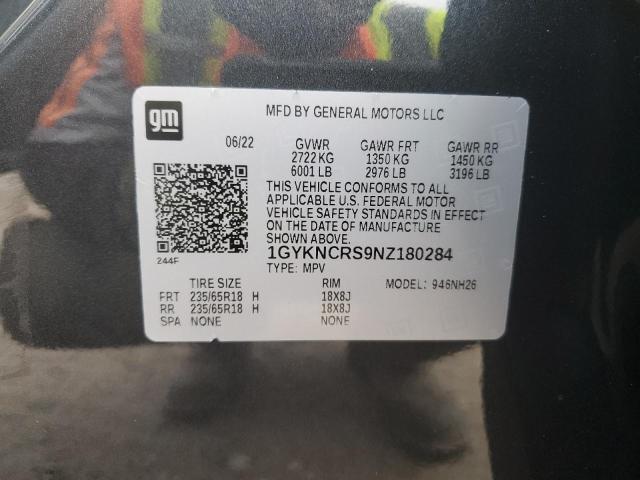 gm
MFD BY GENERAL MOTORS LLC
06/22 GVWR GAWR FRT GAWR RR
2722 KG 1350 KG 1450 KG
6001 LB 2976 LB 3196 LB
THIS VEHICLE CONFORMS TO ALL
APPLICABLE U.S. FEDERAL MOTOR
VEHICLE SAFETY STANDARDS IN EFFECT
ON THE DATE OF MANUFACTURE
SHOWN ABOVE.
1GYKNCRS9NZ180284
244F
TYPE: MPV
TIRE SIZE RIM MODEL: 946NH26
FRT 235/65R18 H 18X8J
RR 235/65R18 H 18X8J
SPA NONE NONE